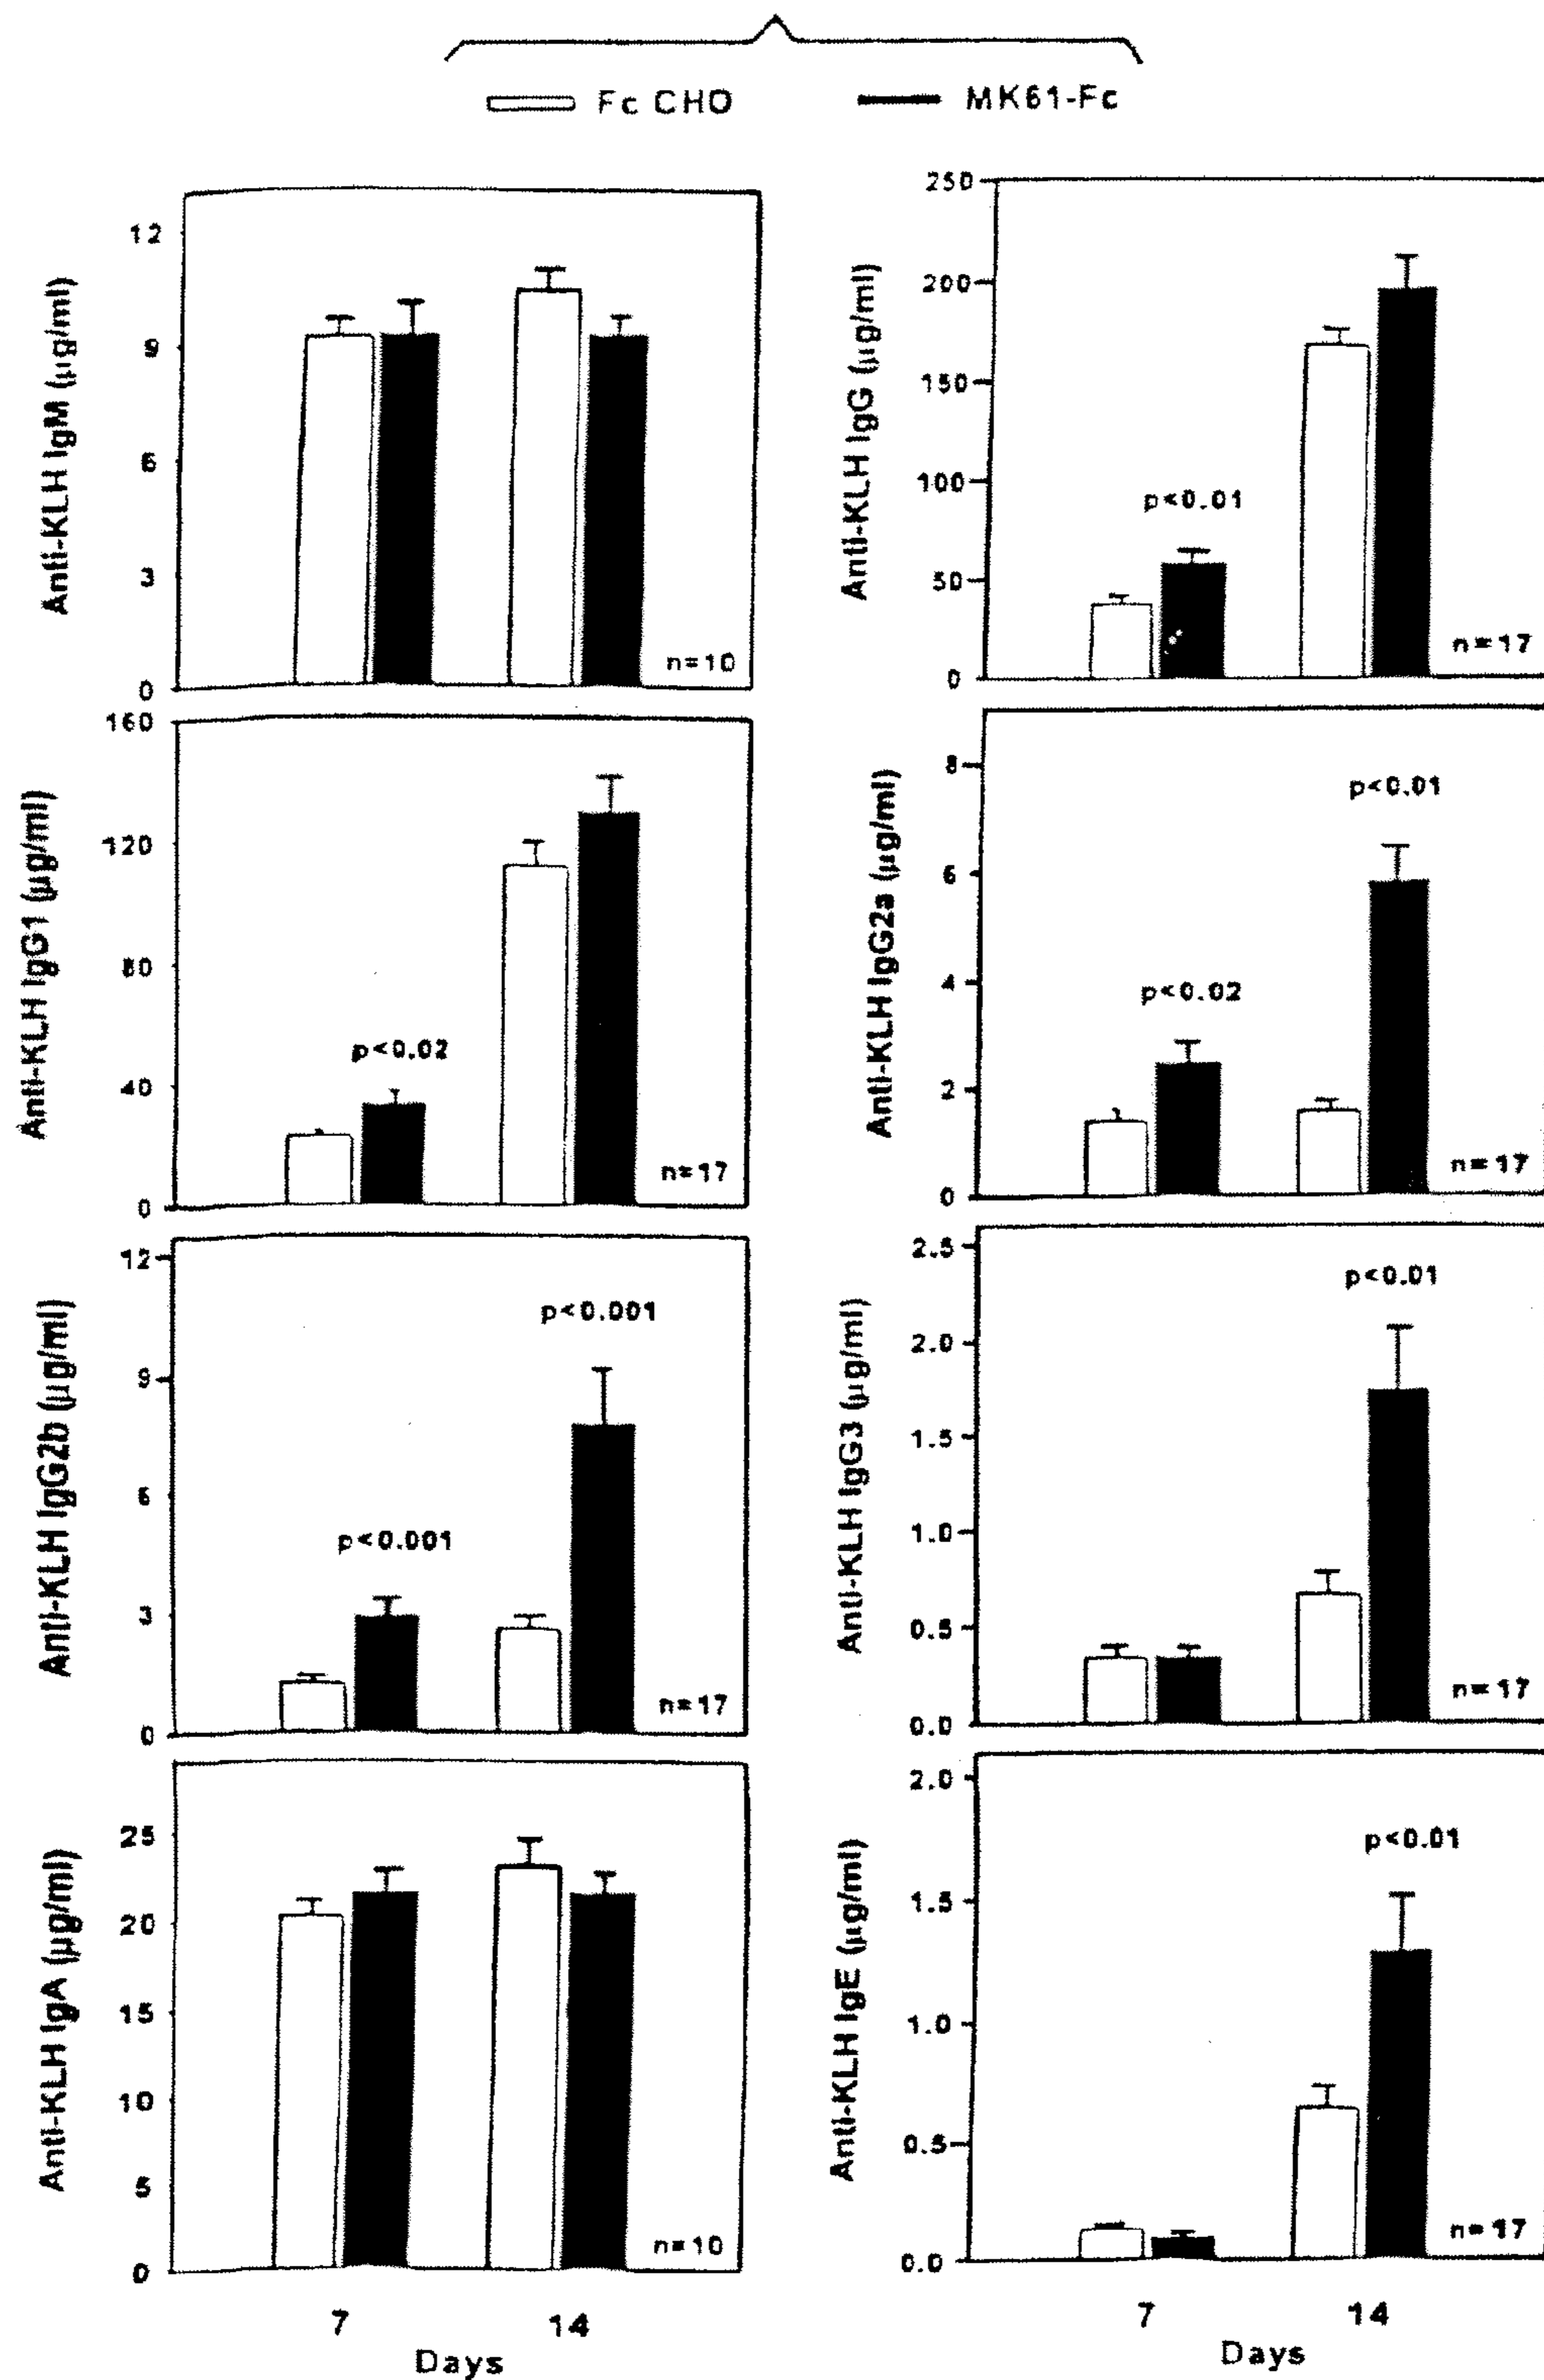 Fc CHO MK61-Fc
Anti-KLH IgM (µg/ml)
12
9
6
3
0
n=10
Anti-KLH IgG (µg/ml)
250
200
150
100
50
0
p<0.01
n=17
Anti-KLH IgG1 (µg/ml)
160
120
80
40
0
p<0.02
n=17
Anti-KLH IgG2a (µg/ml)
8
6
4
2
0
p<0.02
p<0.01
n=17
Anti-KLH IgG2b (µg/ml)
12
9
6
3
0
p<0.001
p<0.001
n=17
Anti-KLH IgG3 (µg/ml)
2.5
2.0
1.5
1.0
0.5
0.0
p<0.01
n=17
Anti-KLH IgA (µg/ml)
25
20
15
10
5
0
n=10
7 14
Days
Anti-KLH IgE (µg/ml)
2.0
1.5
1.0
0.5
0.0
p<0.01
n=17
7 14
Days